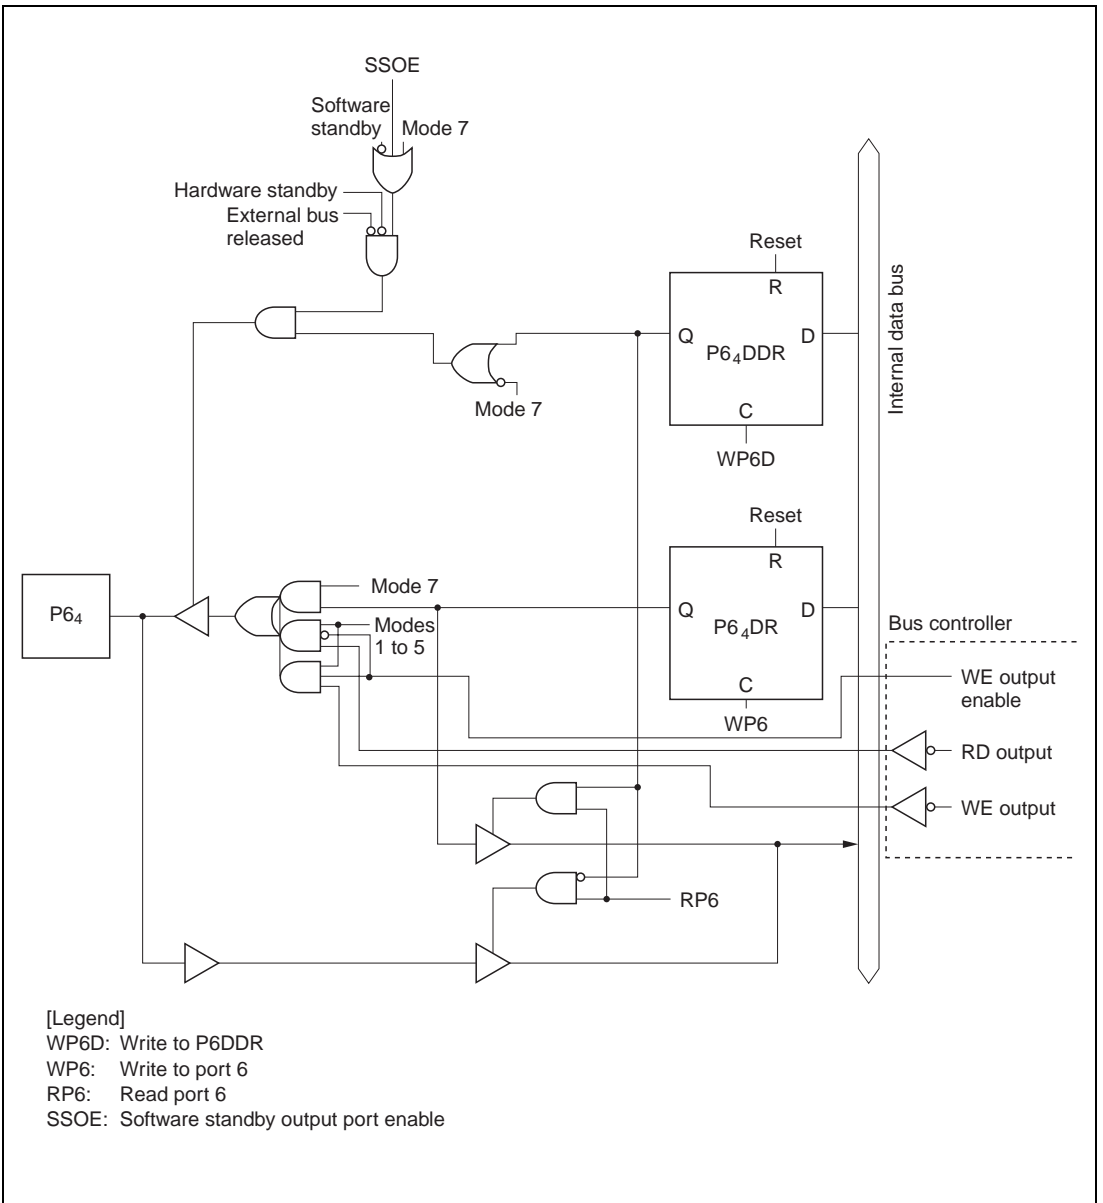 SSOE
Software
standby
Mode 7
Hardware standby
External bus
released
Reset
R
Q
P6₄DDR
D
C
WP6D
Mode 7
Internal data bus
Reset
R
Q
P6₄DR
D
C
WP6
P6₄
Mode 7
Modes
1 to 5
Bus controller
WE output
enable
RD output
WE output
RP6
[Legend]
WP6D: Write to P6DDR
WP6: Write to port 6
RP6: Read port 6
SSOE: Software standby output port enable